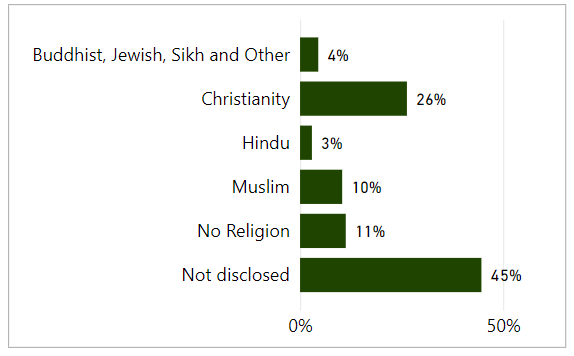 Buddhist, Jewish, Sikh and Other 4%
Christianity 26%
Hindu 3%
Muslim 10%
No Religion 11%
Not disclosed 45%
0% 50%